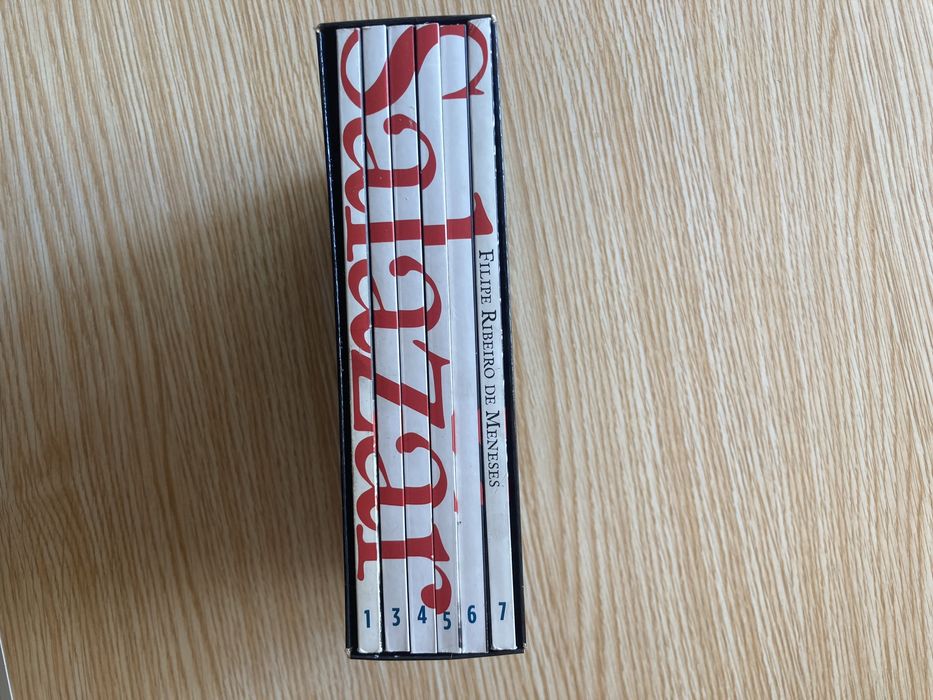 Salazar
FILIPE RIBEIRO DE MENESES
1 3 4 5 6 7